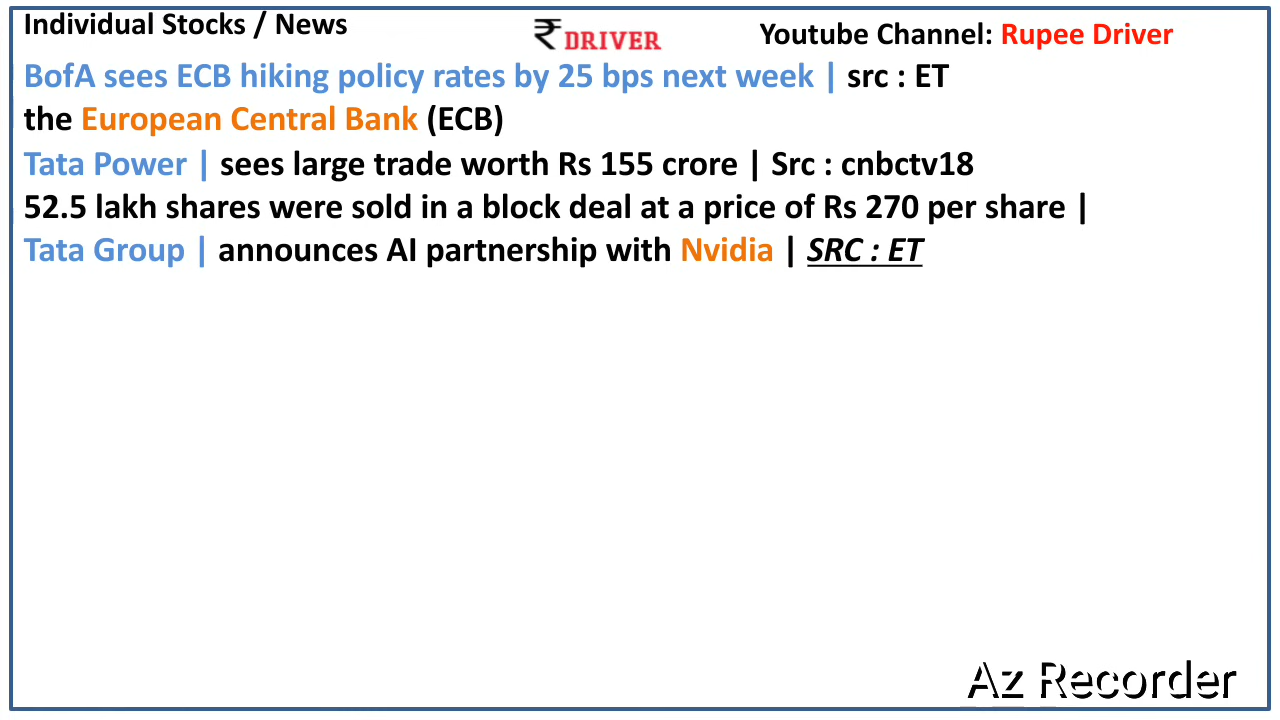 Individual Stocks / News
₹ DRIVER
Youtube Channel: Rupee Driver
BofA sees ECB hiking policy rates by 25 bps next week | src : ET
the European Central Bank (ECB)
Tata Power | sees large trade worth Rs 155 crore | Src : cnbctv18
52.5 lakh shares were sold in a block deal at a price of Rs 270 per share |
Tata Group | announces AI partnership with Nvidia | SRC : ET
Az Recorder